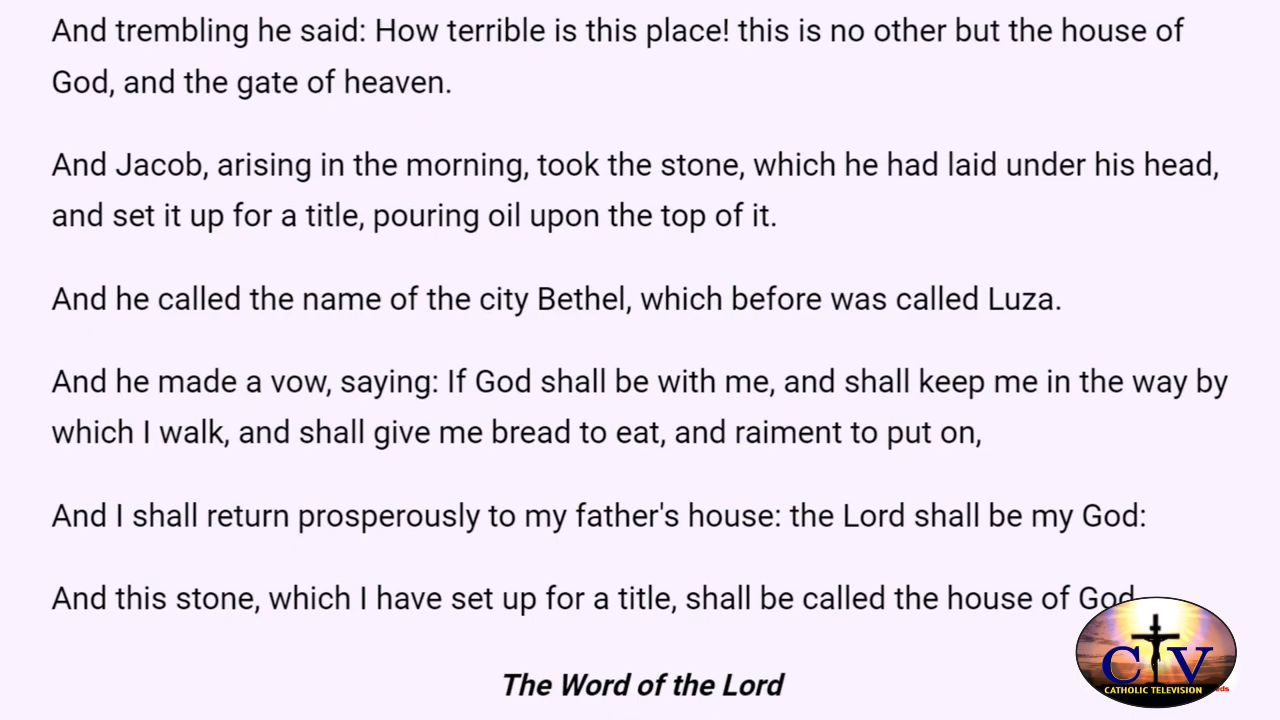 And trembling he said: How terrible is this place! this is no other but the house of
God, and the gate of heaven.
And Jacob, arising in the morning, took the stone, which he had laid under his head,
and set it up for a title, pouring oil upon the top of it.
And he called the name of the city Bethel, which before was called Luza.
And he made a vow, saying: If God shall be with me, and shall keep me in the way by
which I walk, and shall give me bread to eat, and raiment to put on,
And I shall return prosperously to my father's house: the Lord shall be my God:
And this stone, which I have set up for a title, shall be called the house of God
The Word of the Lord
CTV
CATHOLIC TELEVISION